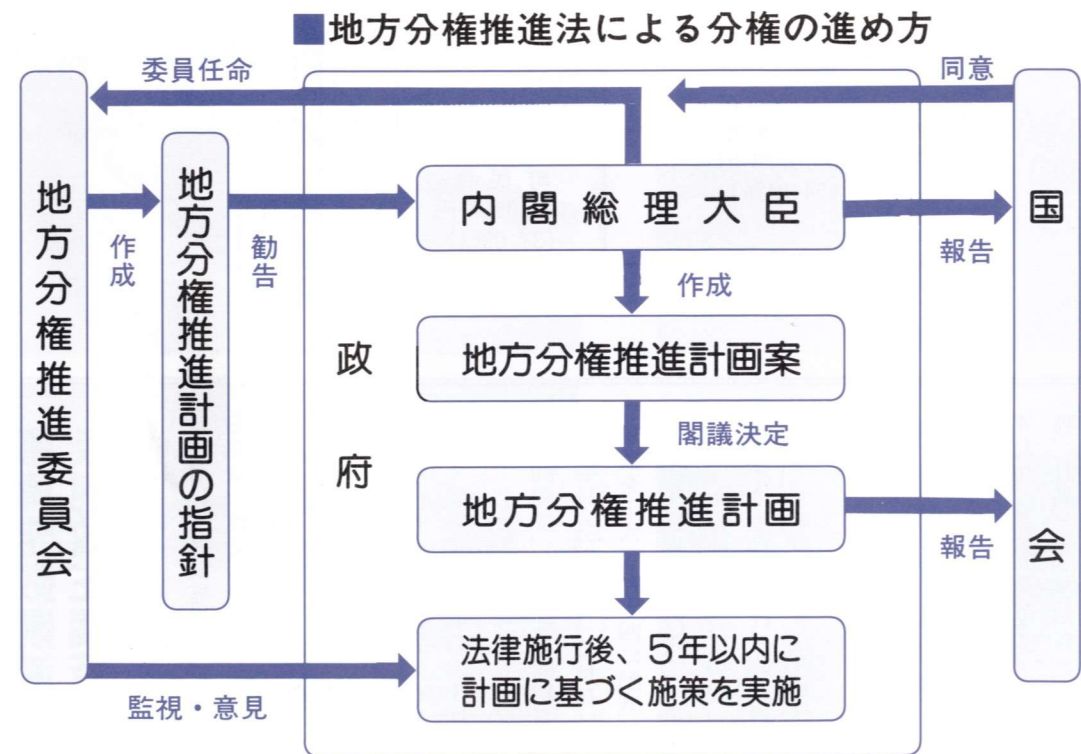 ■地方分権推進法による分権の進め方
委員任命
同意
地方分権推進委員会
作成
地方分権推進計画の指針
勧告
政府
内閣総理大臣
報告
国会
作成
地方分権推進計画案
閣議決定
地方分権推進計画
報告
法律施行後、5年以内に
計画に基づく施策を実施
監視・意見